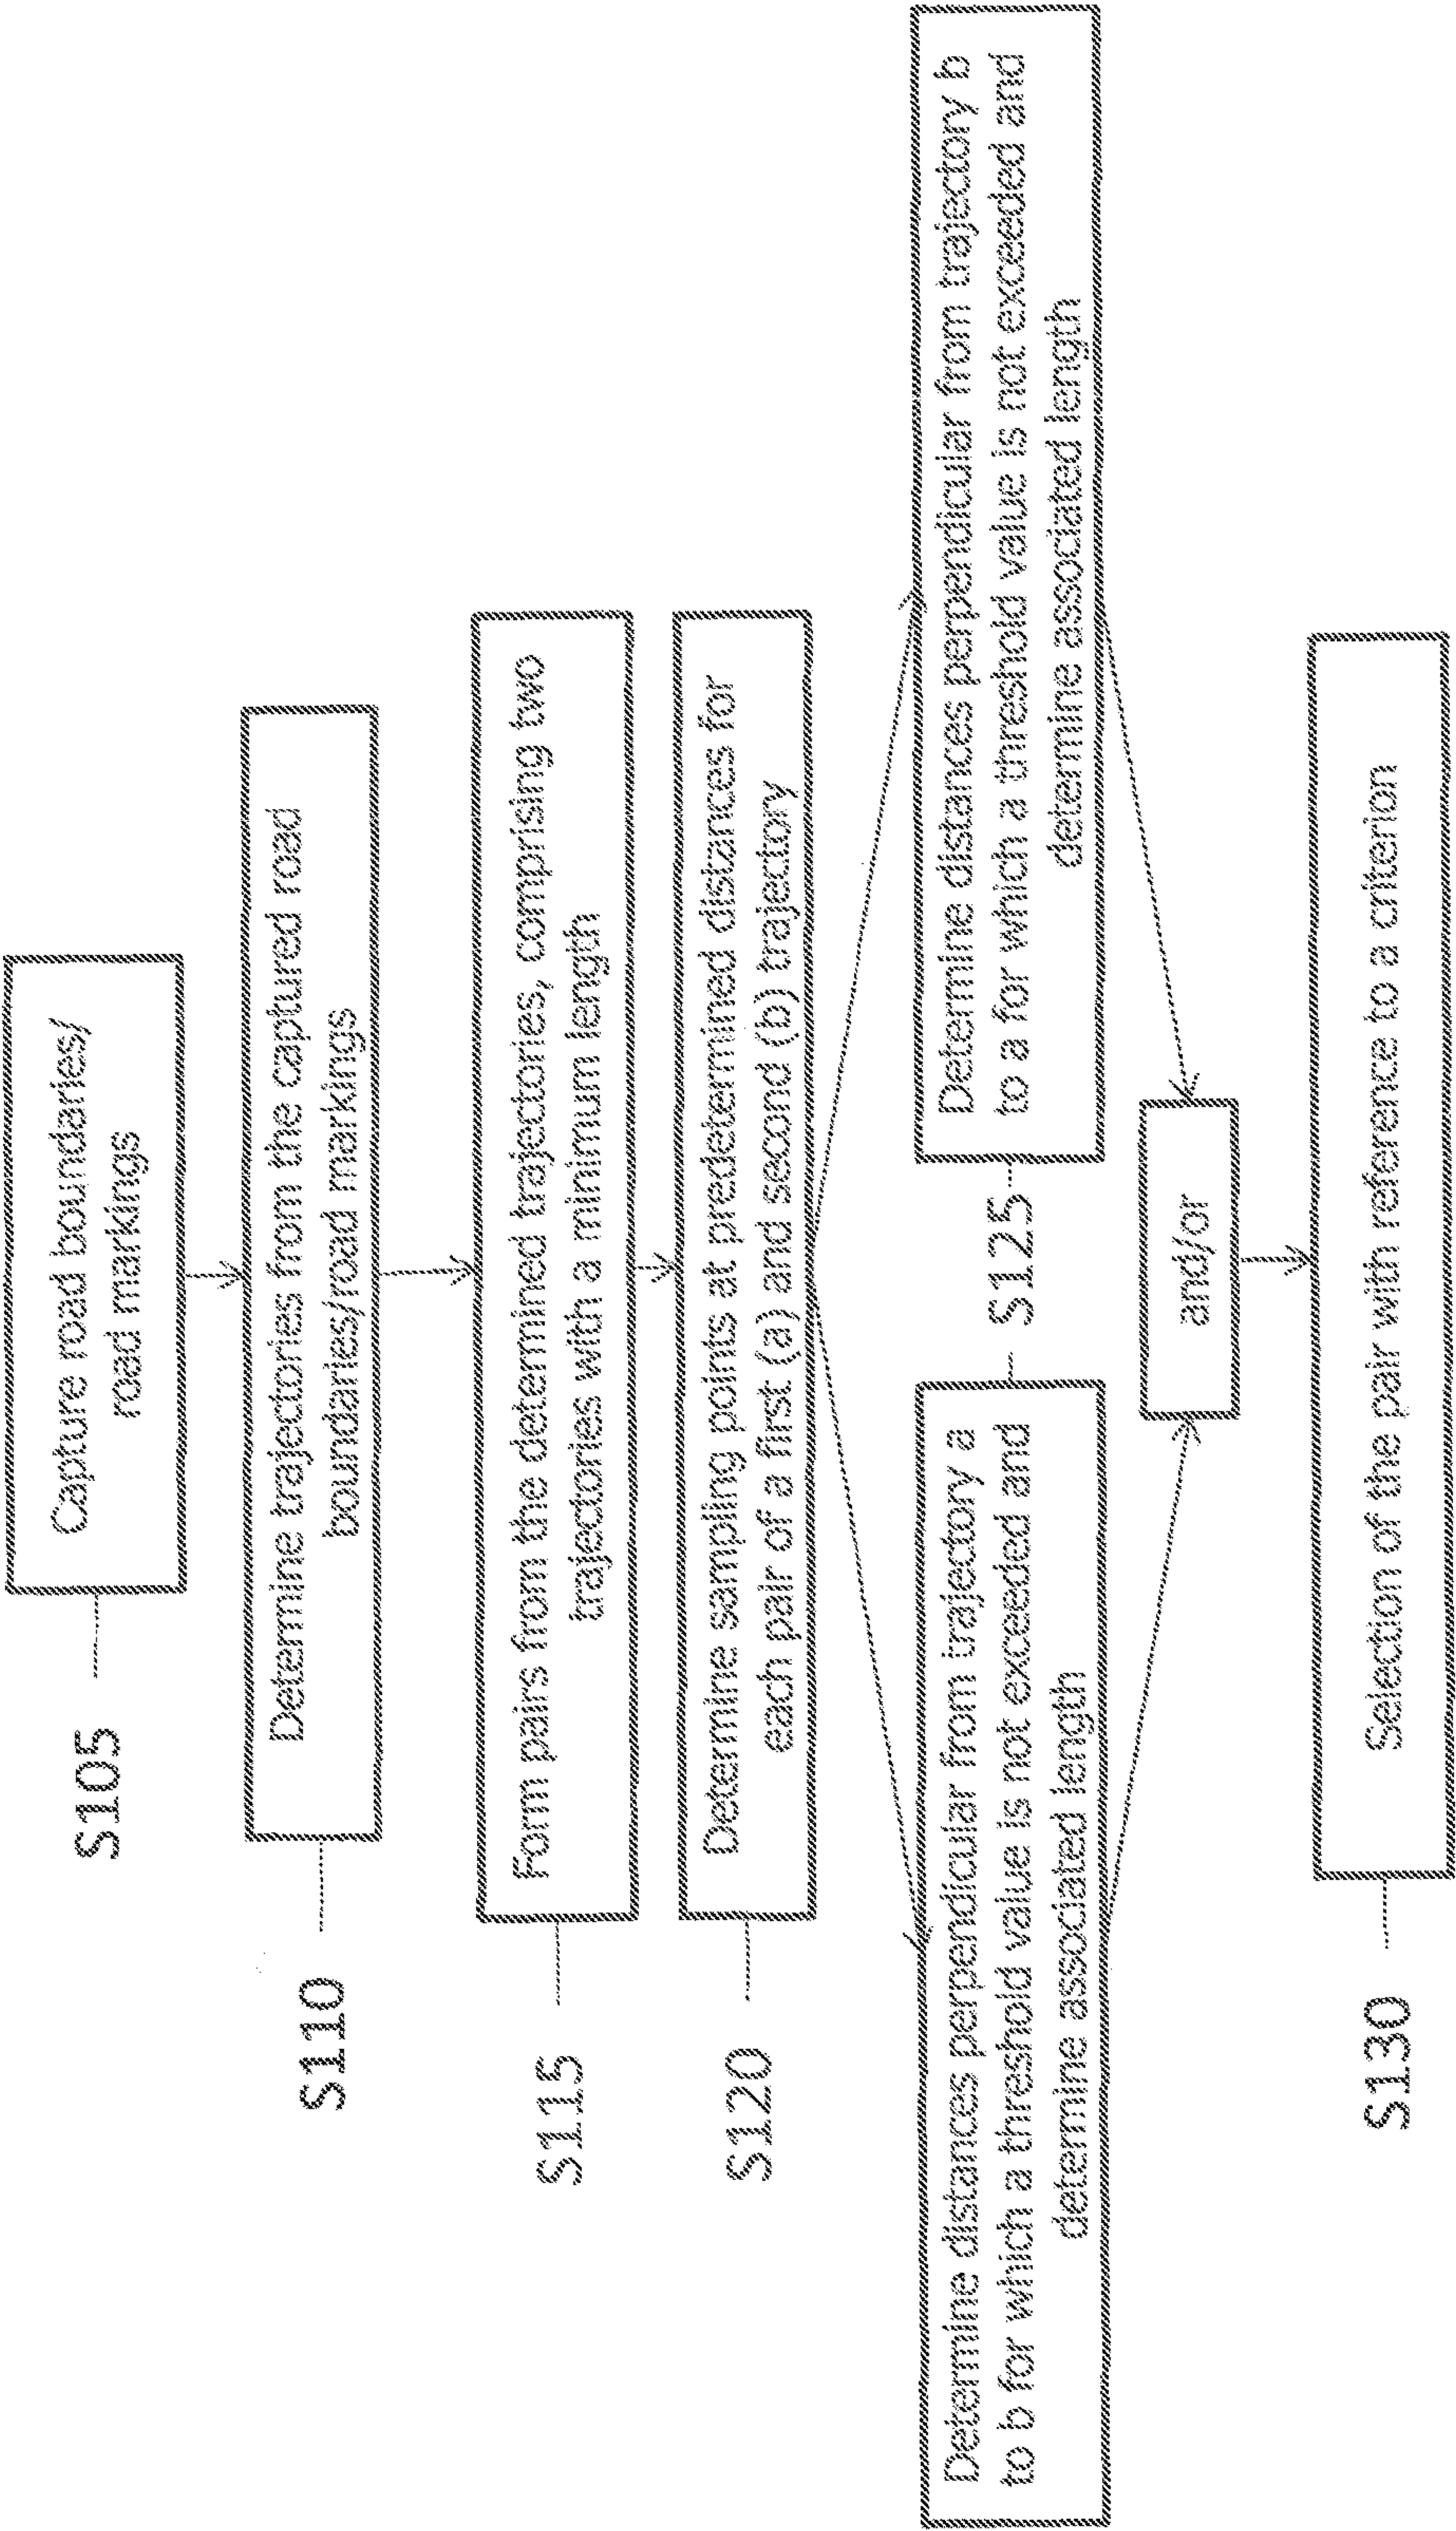 S105
Capture road boundaries/
road markings
S110
Determine trajectories from the captured road
boundaries/road markings
S115
Form pairs from the determined trajectories, comprising two
trajectories with a minimum length
S120
Determine sampling points at predetermined distances for
each pair of a first (a) and second (b) trajectory
Determine distances perpendicular from trajectory a
to b for which a threshold value is not exceeded and
determine associated length
S125
Determine distances perpendicular from trajectory b
to a for which a threshold value is not exceeded and
determine associated length
and/or
S130
Selection of the pair with reference to a criterion